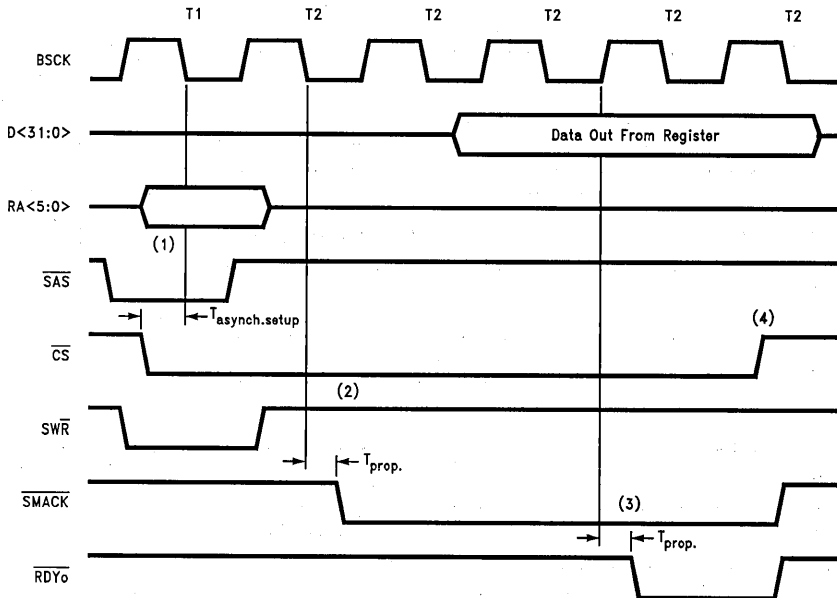 T1 T2 T2 T2 T2 T2
BSCK
D<31:0> Data Out From Register
RA<5:0>
(1)
SAS
Tasynch.setup
(4)
CS
(2)
SWR
Tprop.
SMACK
(3)
Tprop.
RDYo